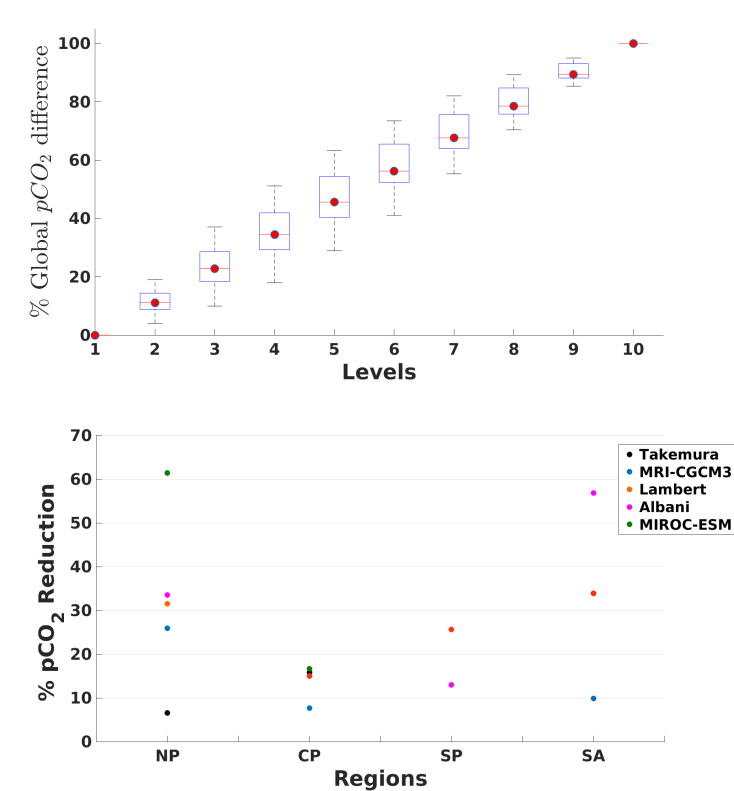 % Global pCO2 difference
100
80
60
40
20
0
1 2 3 4 5 6 7 8 9 10
Levels
% pCO2 Reduction
70
60
50
40
30
20
10
0
Takemura
MRI-CGCM3
Lambert
Albani
MIROC-ESM
NP CP SP SA
Regions